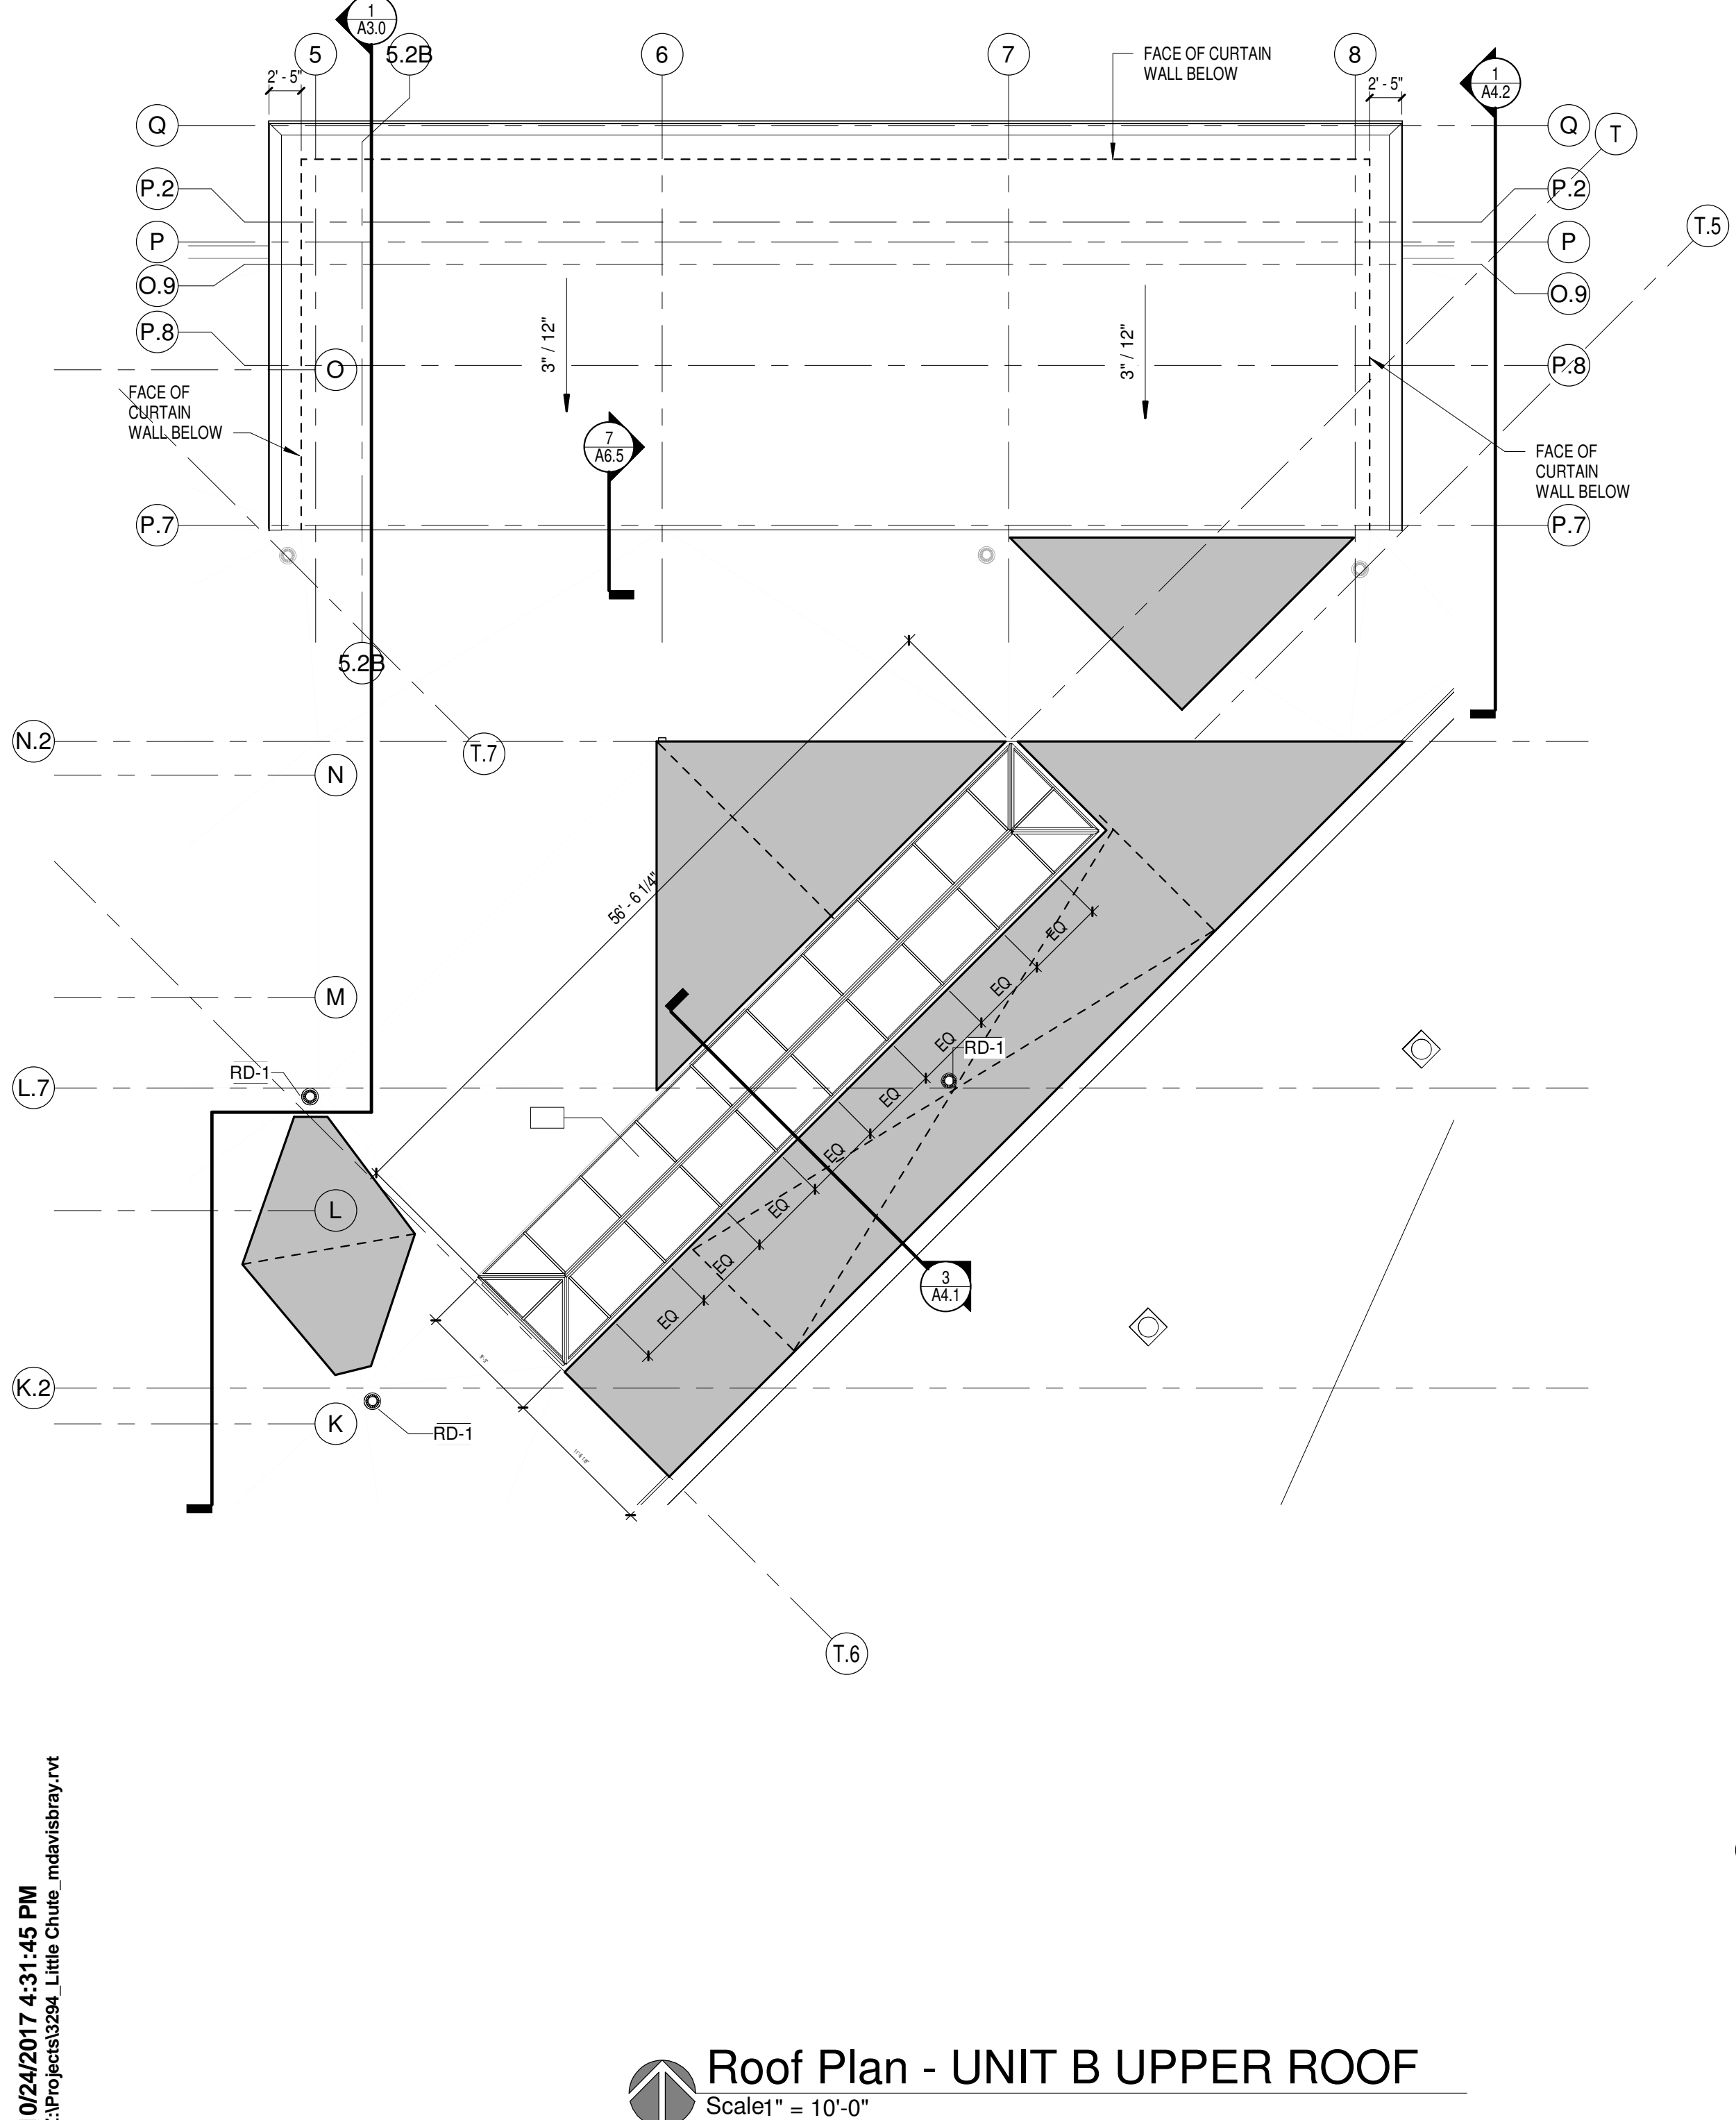 1
A3.0
5
5.2B
6
7
8
FACE OF CURTAIN
WALL BELOW
1
A4.2
2' - 5"
2' - 5"
Q
Q
T
P.2
P.2
T.5
P
P
O.9
O.9
P.8
P.8
O
3" / 12"
3" / 12"
FACE OF
CURTAIN
WALL BELOW
7
A6.5
FACE OF
CURTAIN
WALL BELOW
P.7
P.7
5.2B
N.2
T.7
N
56' - 6 1/4"
EQ
EQ
M
EQ
RD-1
RD-1
L.7
EQ
EQ
L
EQ
EQ
3
A4.1
EQ
K.2
K
RD-1
T.6
10/24/2017 4:31:45 PM
:\Projects\3294_Little Chute_mdavisbray.rvt
Roof Plan - UNIT B UPPER ROOF
Scale1" = 10'-0"